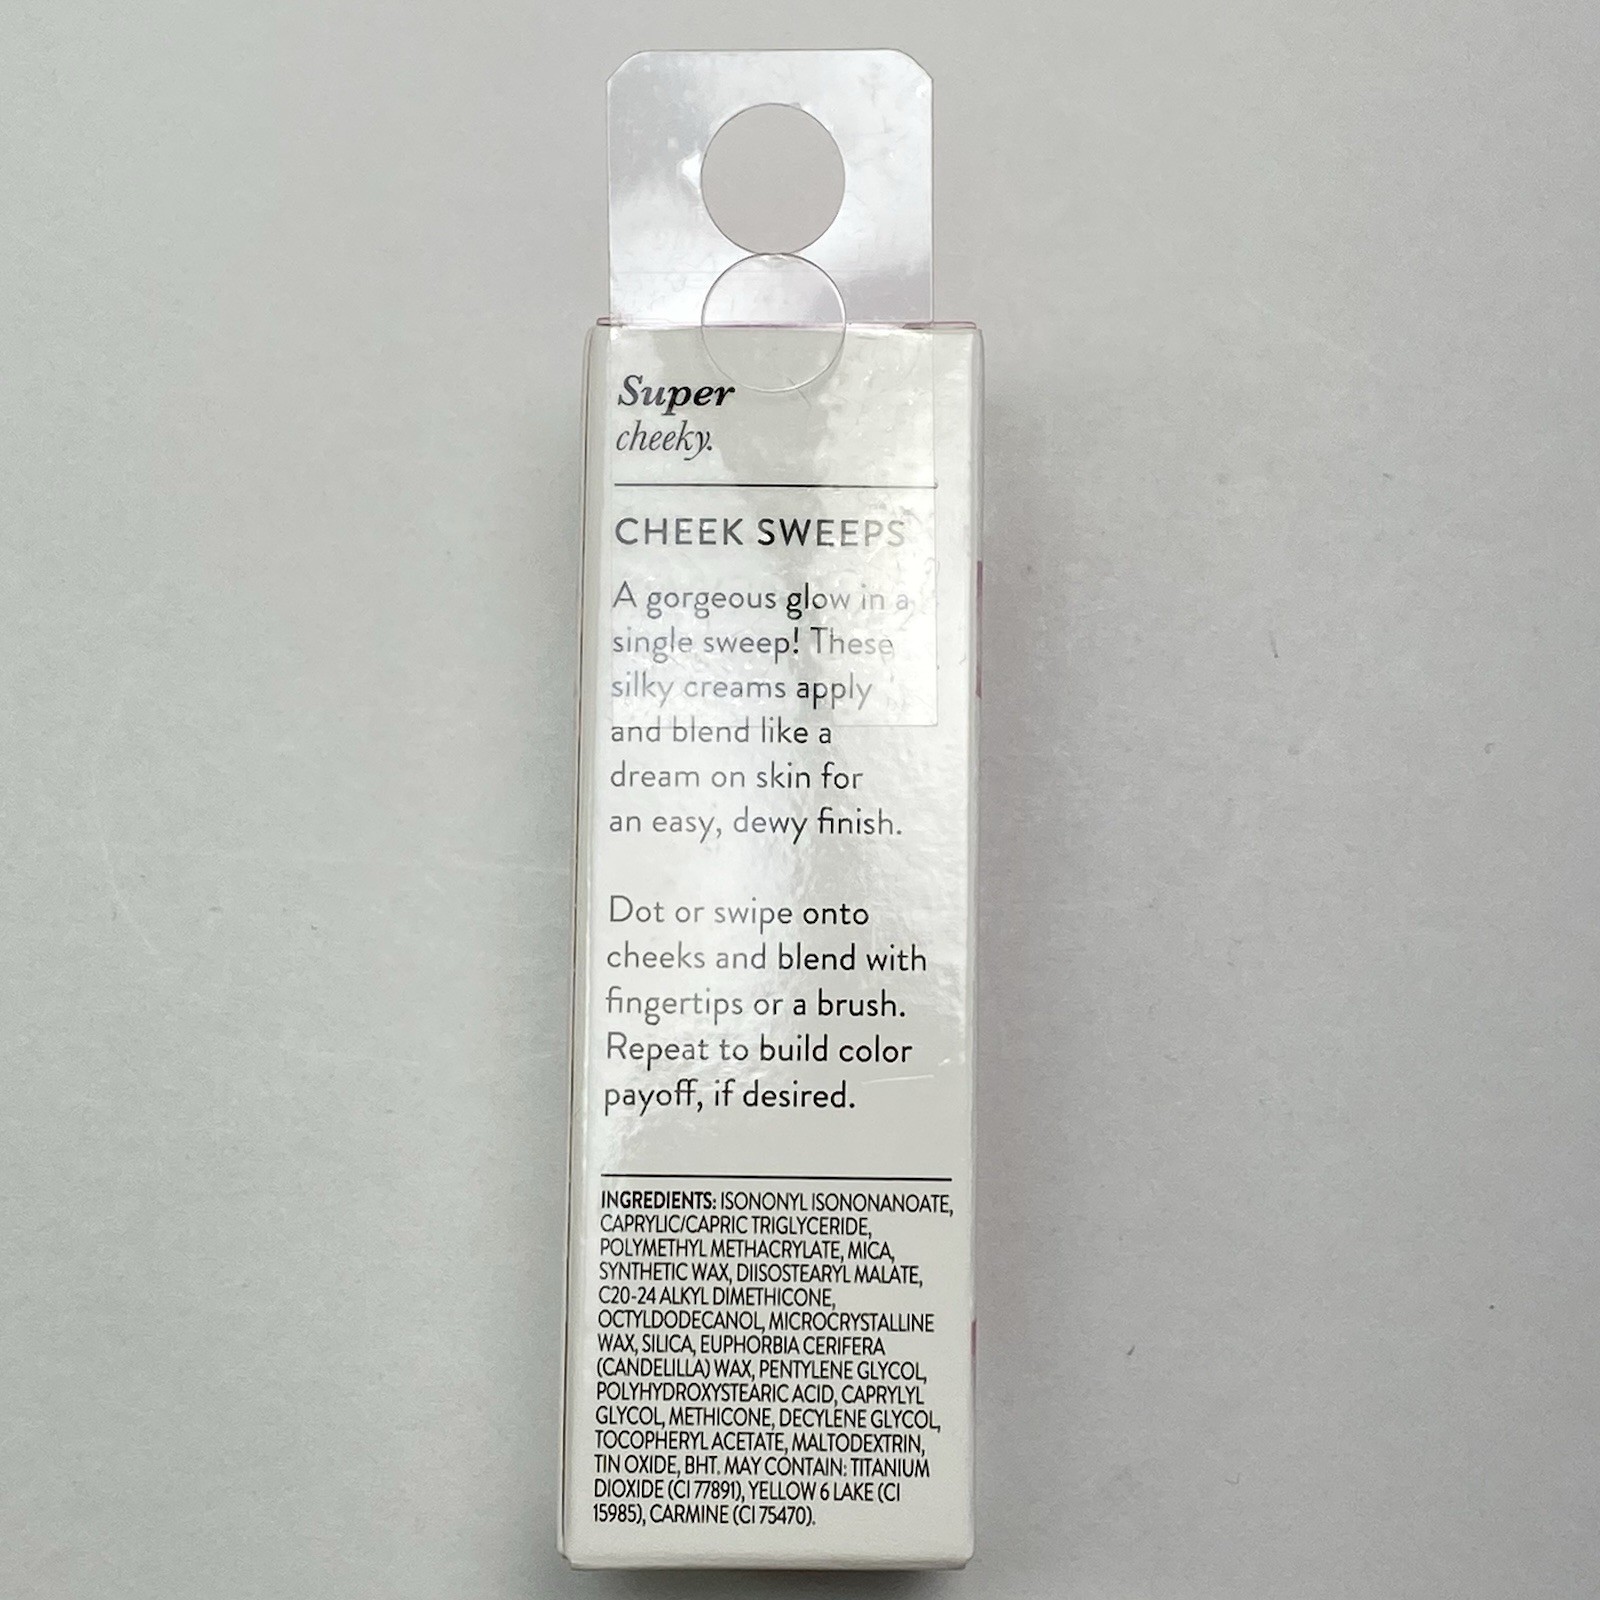 Super
cheeky.
CHEEK SWEEPS
A gorgeous glow in a
single sweep! These
silky creams apply
and blend like a
dream on skin for
an easy, dewy finish.
Dot or swipe onto
cheeks and blend with
fingertips or a brush.
Repeat to build color
payoff, if desired.
INGREDIENTS: ISONONYL ISONONANOATE,
CAPRYLIC/CAPRIC TRIGLYCERIDE,
POLYMETHYL METHACRYLATE, MICA,
SYNTHETIC WAX, DIISOSTEARYL MALATE,
C20-24 ALKYL DIMETHICONE,
OCTYLDODECANOL, MICROCRYSTALLINE
WAX, SILICA, EUPHORBIA CERIFERA
(CANDELILLA) WAX, PENTYLENE GLYCOL,
POLYHYDROXYSTEARIC ACID, CAPRYLYL
GLYCOL, METHICONE, DECYLENE GLYCOL,
TOCOPHERYL ACETATE, MALTODEXTRIN,
TIN OXIDE, BHT. MAY CONTAIN: TITANIUM
DIOXIDE (CI 77891), YELLOW 6 LAKE (CI
15985), CARMINE (CI 75470).